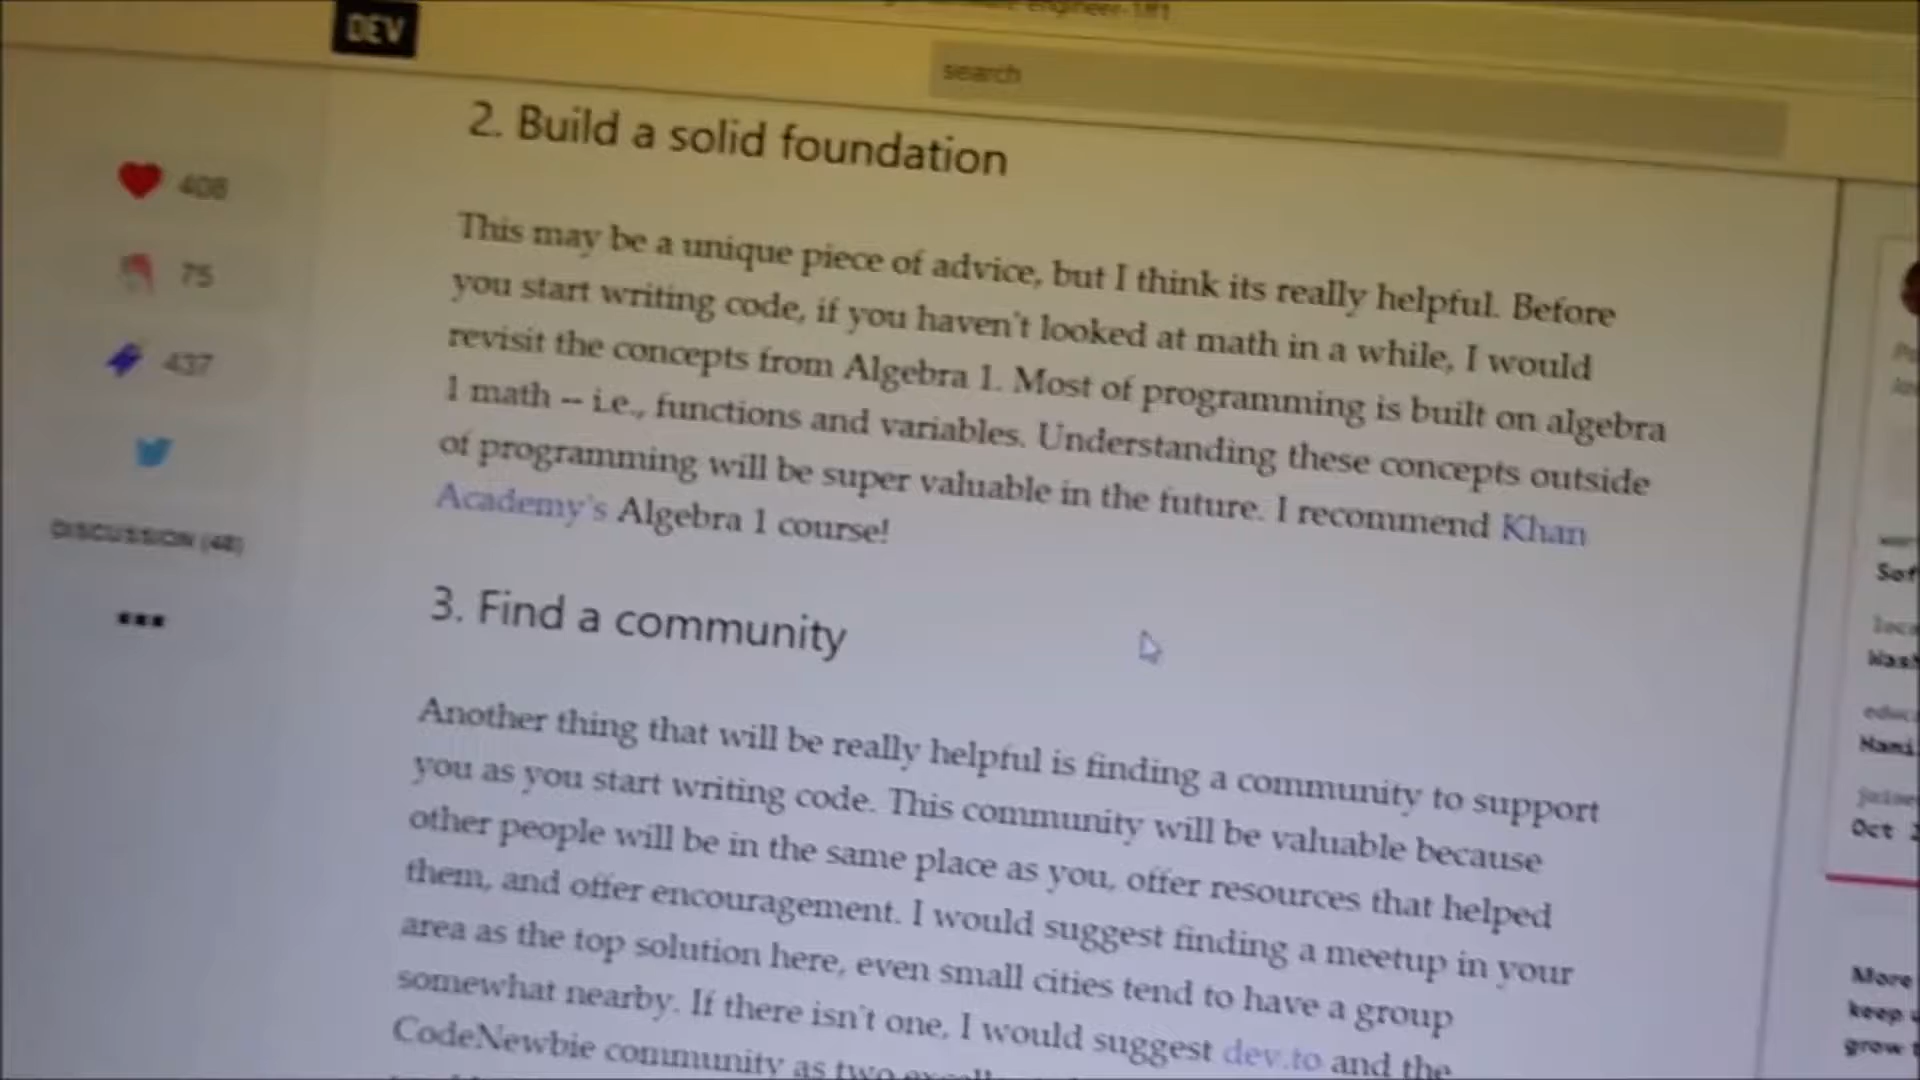 engineer-1ff1
DEV
search
2. Build a solid foundation
408
75
437
DISCUSSION (48)
This may be a unique piece of advice, but I think its really helpful. Before
you start writing code, if you haven't looked at math in a while, I would
revisit the concepts from Algebra 1. Most of programming is built on algebra
1 math -- i.e., functions and variables. Understanding these concepts outside
of programming will be super valuable in the future. I recommend Khan
Academy's Algebra 1 course!
3. Find a community
Another thing that will be really helpful is finding a community to support
you as you start writing code. This community will be valuable because
other people will be in the same place as you, offer resources that helped
them, and offer encouragement. I would suggest finding a meetup in your
area as the top solution here, even small cities tend to have a group
somewhat nearby. If there isn't one, I would suggest dev.to and the
CodeNewbie community as two
Oct
More
keep
grow